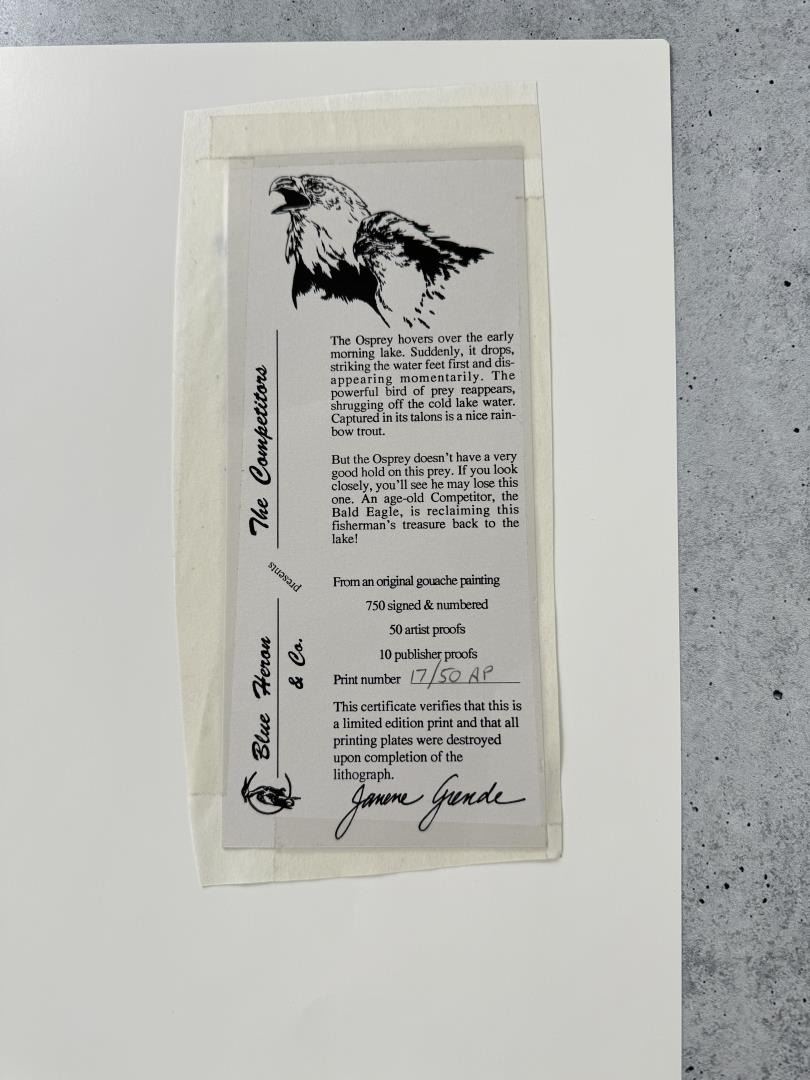 The Osprey hovers over the early
morning lake. Suddenly, it drops,
striking the water feet first and dis-
appearing momentarily. The
powerful bird of prey reappears,
shrugging off the cold lake water.
Captured in its talons is a nice rain-
bow trout.
But the Osprey doesn't have a very
good hold on this prey. If you look
closely, you'll see he may lose this
one. An age-old Competitor, the
Bald Eagle, is reclaiming this
fisherman's treasure back to the
lake!
From an original gouache painting
750 signed & numbered
50 artist proofs
10 publisher proofs
Print number 17/50 AP
This certificate verifies that this is
a limited edition print and that all
printing plates were destroyed
upon completion of the
lithograph.
Janene Grende
Blue Heron
& Co.
presents
The Competitors